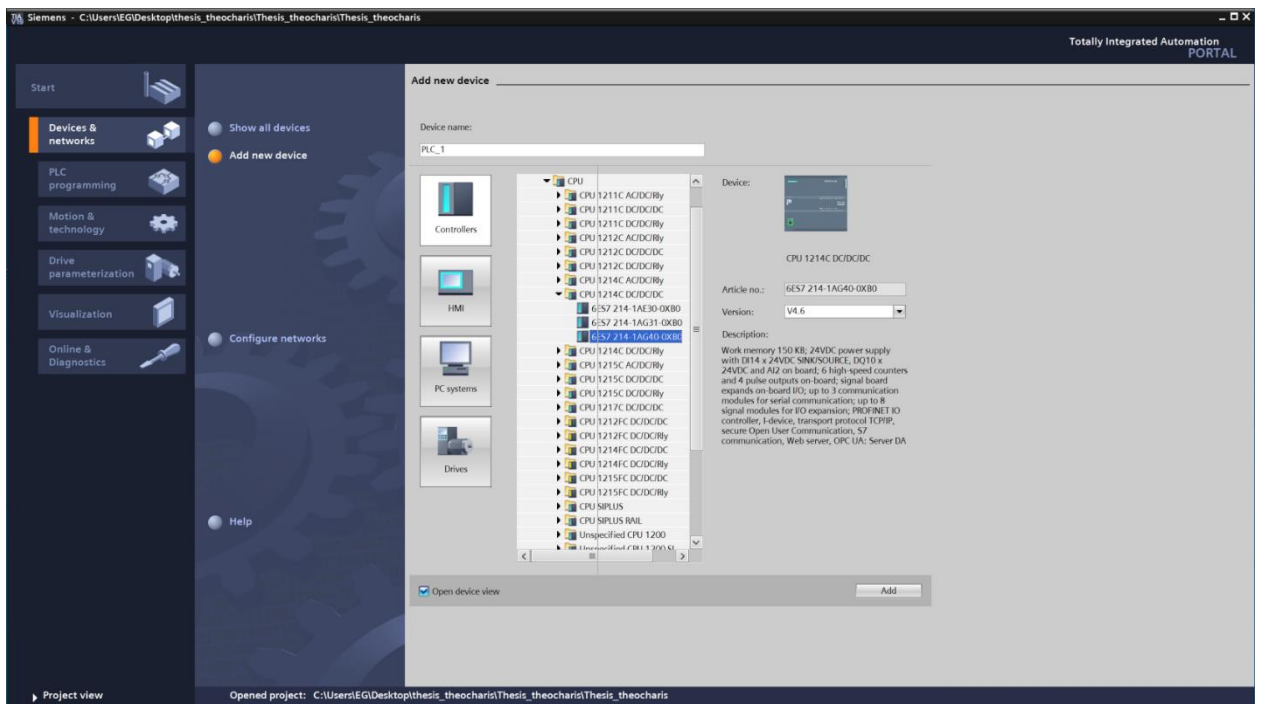 Siemens - C:\Users\EG\Desktop\thesis_theocharis\Thesis_theocharis\Thesis_theocharis
Totally Integrated Automation
PORTAL
Start
Devices &
networks
PLC
programming
Motion &
technology
Drive
parameterization
Visualization
Online &
Diagnostics
Show all devices
Add new device
Configure networks
Help
Add new device
Device name:
PLC_1
Controllers
HMI
PC systems
Drives
CPU
CPU 1211C AC/DC/Rly
CPU 1211C DC/DC/DC
CPU 1211C DC/DC/Rly
CPU 1212C AC/DC/Rly
CPU 1212C DC/DC/DC
CPU 1212C DC/DC/Rly
CPU 1214C AC/DC/Rly
CPU 1214C DC/DC/DC
6ES7 214-1AE30-0XB0
6ES7 214-1AG31-0XB0
6ES7 214-1AG40-0XB0
CPU 1214C DC/DC/Rly
CPU 1215C AC/DC/Rly
CPU 1215C DC/DC/DC
CPU 1215C DC/DC/Rly
CPU 1217C DC/DC/DC
CPU 1212FC DC/DC/DC
CPU 1212FC DC/DC/Rly
CPU 1214FC DC/DC/DC
CPU 1214FC DC/DC/Rly
CPU 1215FC DC/DC/DC
CPU 1215FC DC/DC/Rly
CPU SIPLUS
CPU SIPLUS RAIL
Unspecified CPU 1200
Unspecified CPU 1200 SI
Device:
CPU 1214C DC/DC/DC
Article no.: 6ES7 214-1AG40-0XB0
Version: V4.6
Description:
Work memory 150 KB; 24VDC power supply
with DI14 x 24VDC SINK/SOURCE, DQ10 x
24VDC and AI2 on board; 6 high-speed counters
and 4 pulse outputs on-board; signal board
expands on-board I/O; up to 3 communication
modules for serial communication; up to 8
signal modules for I/O expansion; PROFINET IO
controller, I-device, transport protocol TCP/IP,
secure Open User Communication, S7
communication, Web server, OPC UA: Server DA
Open device view
Add
Project view
Opened project: C:\Users\EG\Desktop\thesis_theocharis\Thesis_theocharis\Thesis_theocharis